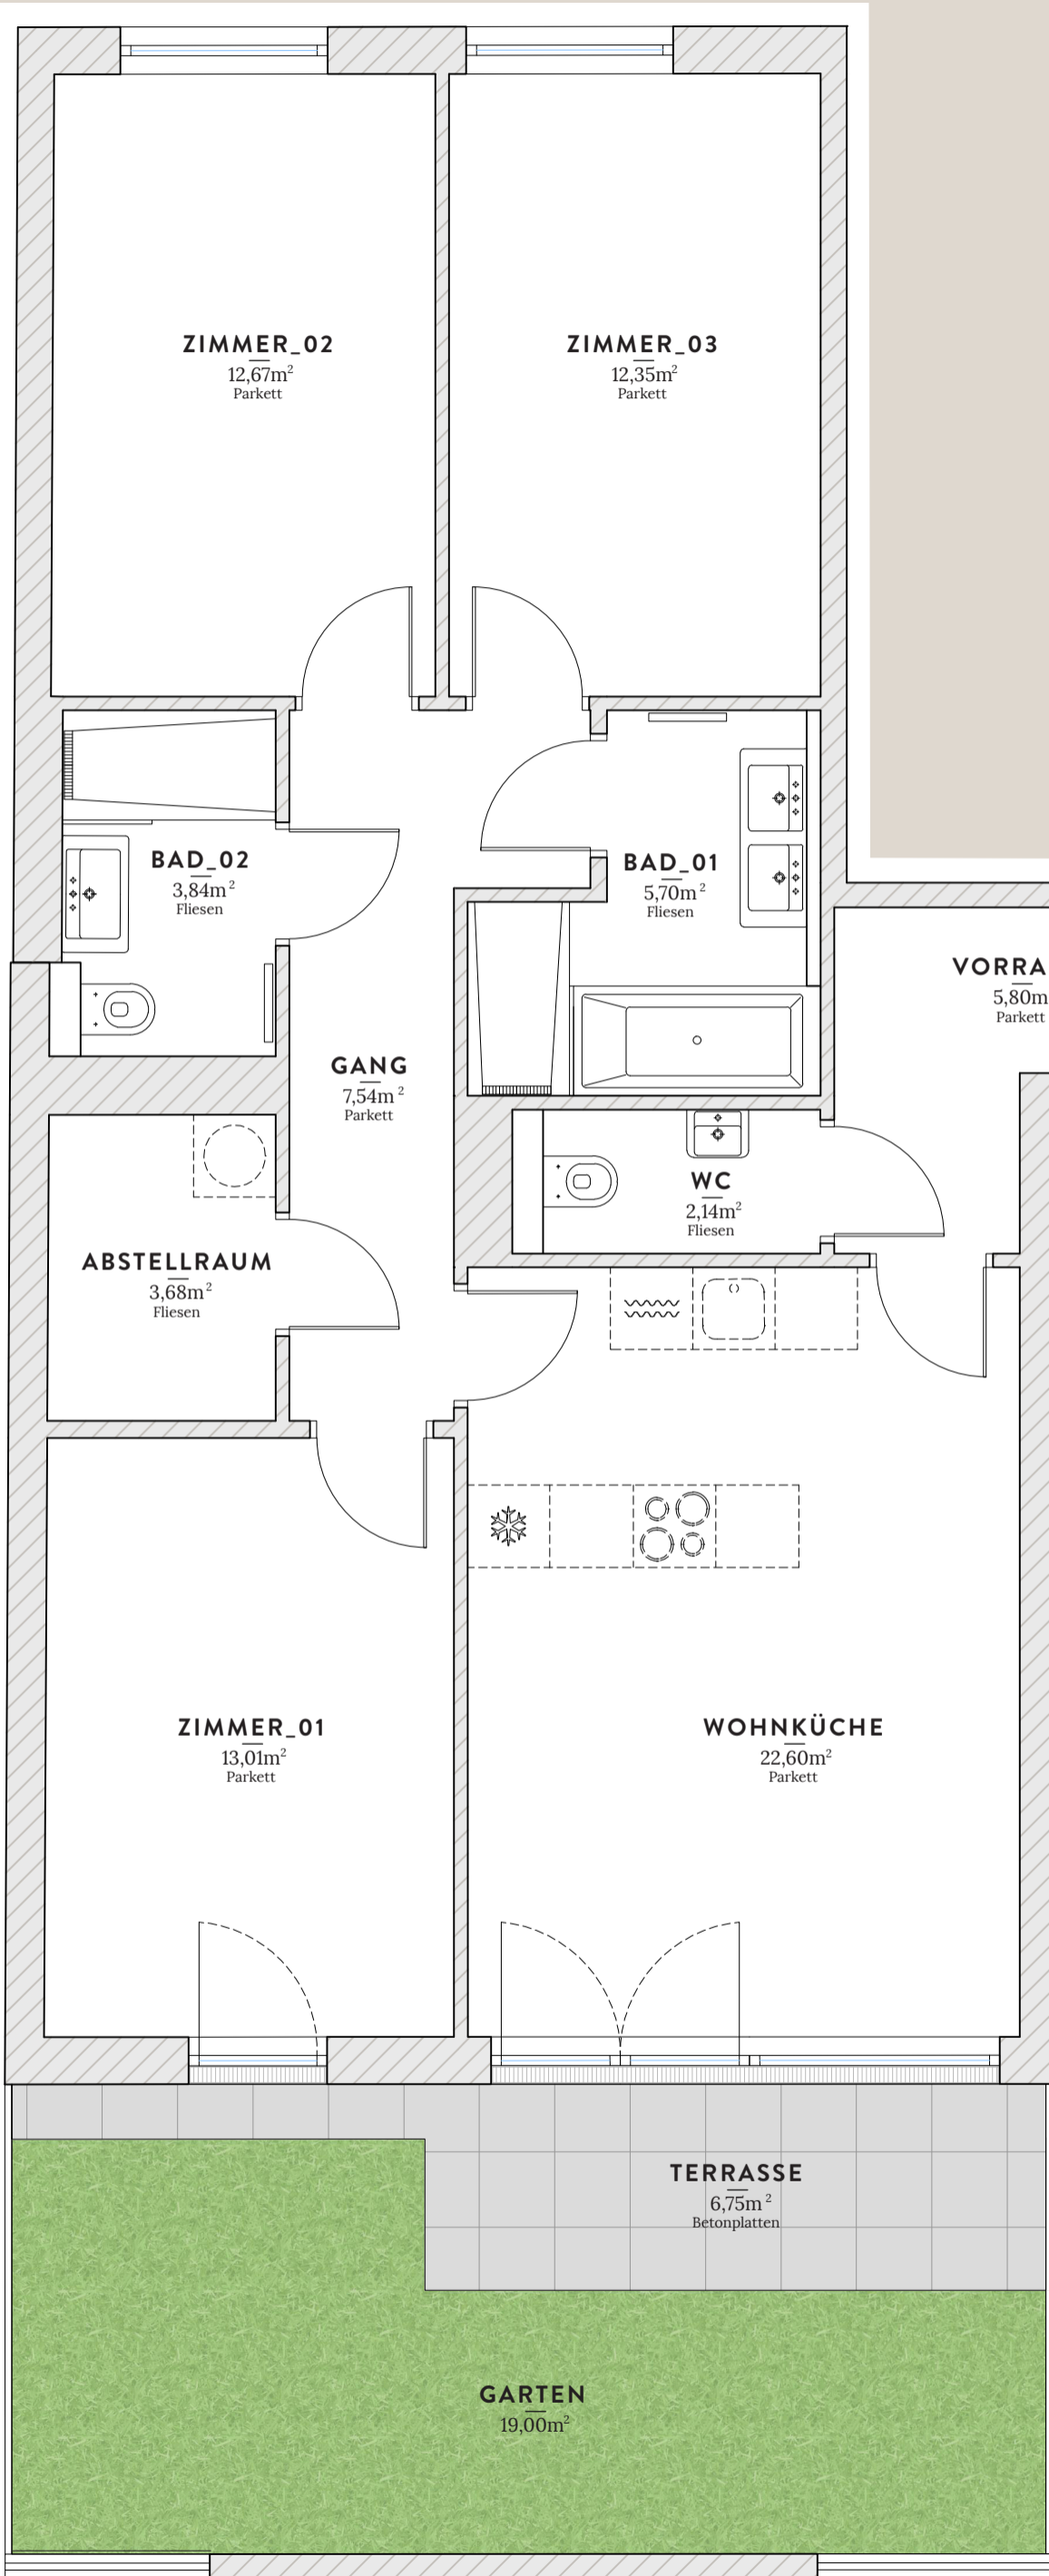 ZIMMER_02
12,67m²
Parkett
ZIMMER_03
12,35m²
Parkett
BAD_02
3,84m²
Fliesen
BAD_01
5,70m²
Fliesen
VORRA
5,80m
Parkett
GANG
7,54m²
Parkett
WC
2,14m²
Fliesen
ABSTELLRAUM
3,68m²
Fliesen
ZIMMER_01
13,01m²
Parkett
WOHNKÜCHE
22,60m²
Parkett
TERRASSE
6,75m²
Betonplatten
GARTEN
19,00m²